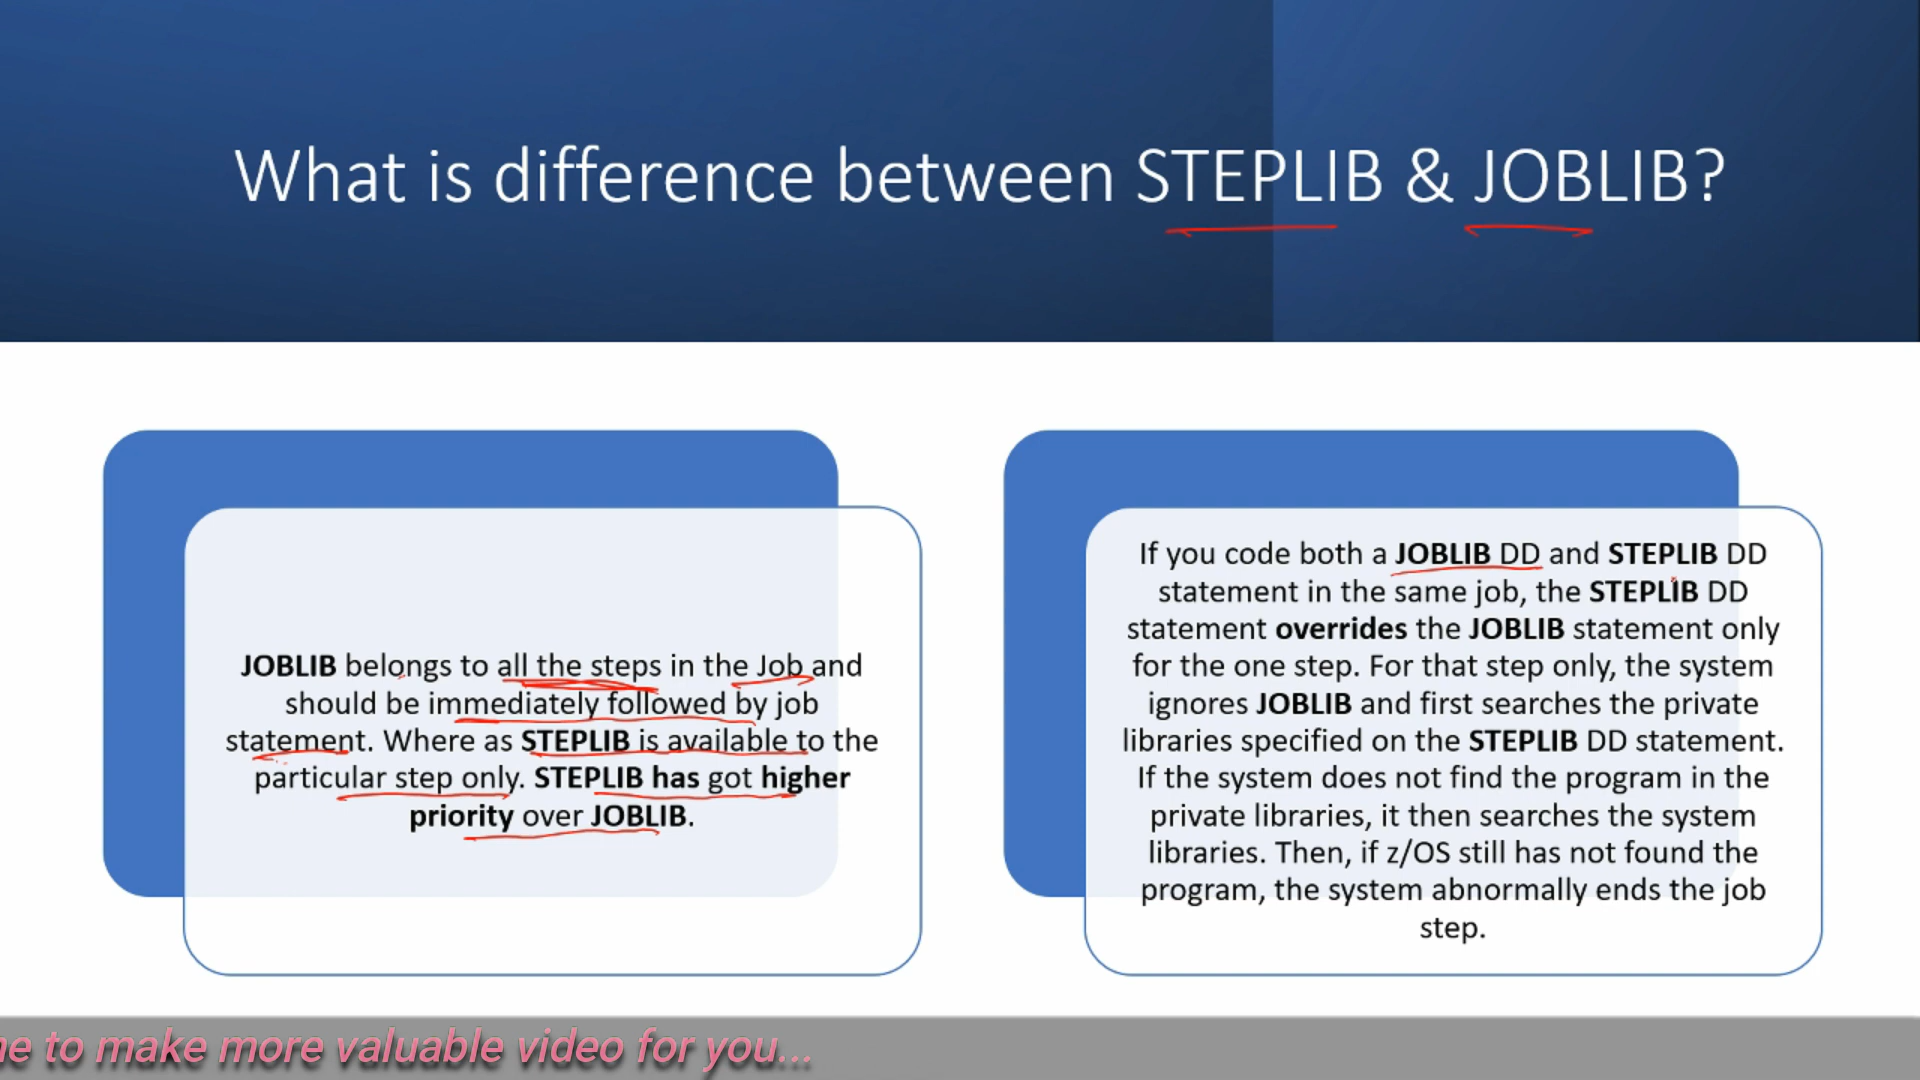 What is difference between STEPLIB & JOBLIB?
JOBLIB belongs to all the steps in the Job and
should be immediately followed by job
statement. Where as STEPLIB is available to the
particular step only. STEPLIB has got higher
priority over JOBLIB.
If you code both a JOBLIB DD and STEPLIB DD
statement in the same job, the STEPLIB DD
statement overrides the JOBLIB statement only
for the one step. For that step only, the system
ignores JOBLIB and first searches the private
libraries specified on the STEPLIB DD statement.
If the system does not find the program in the
private libraries, it then searches the system
libraries. Then, if z/OS still has not found the
program, the system abnormally ends the job
step.
to make more valuable video for you...